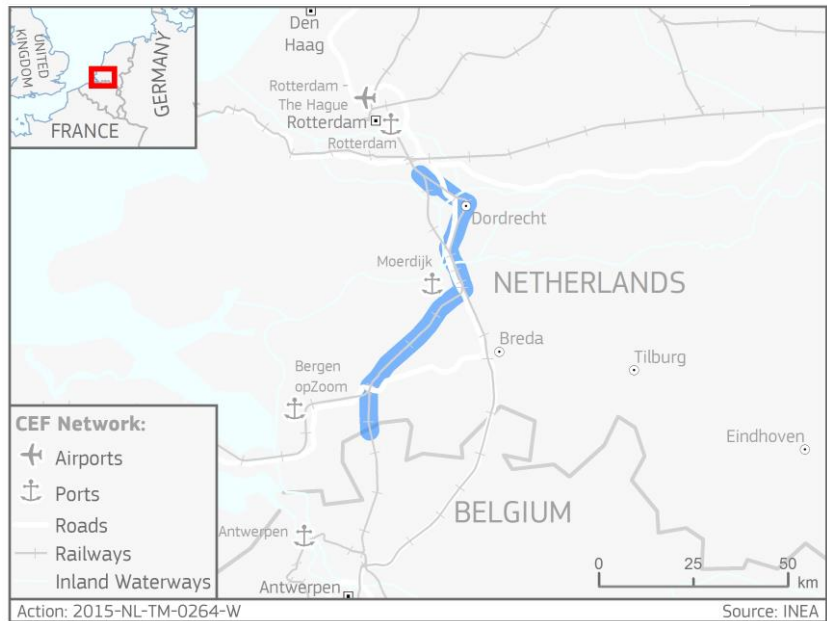 UNITED
KINGDOM
GERMANY
FRANCE
Den
Haag
Rotterdam -
The Hague
Rotterdam
Rotterdam
Dordrecht
Moerdijk
NETHERLANDS
Breda
Tilburg
Bergen
opZoom
Eindhoven
BELGIUM
Antwerpen
Antwerpen
CEF Network:
Airports
Ports
Roads
Railways
Inland Waterways
0 25 50
km
Action: 2015-NL-TM-0264-W
Source: INEA